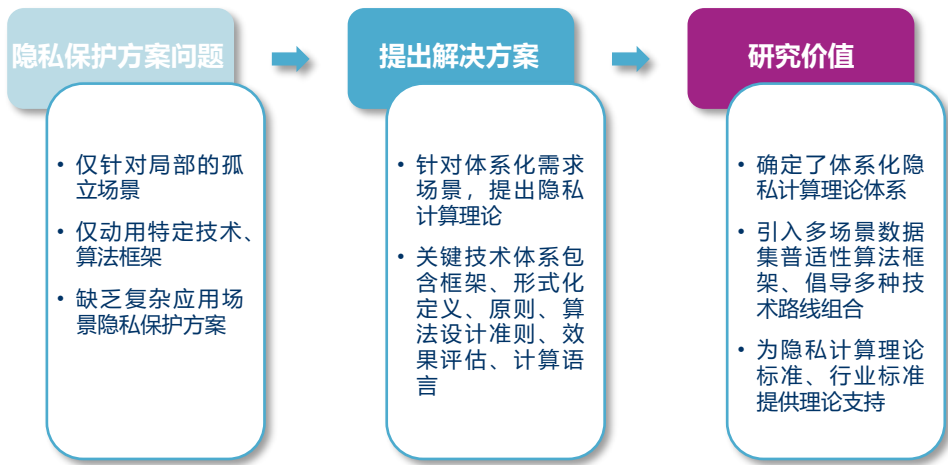 隐私保护方案问题
• 仅针对局部的孤
立场景
• 仅动用特定技术、
算法框架
• 缺乏复杂应用场
景隐私保护方案
提出解决方案
• 针对体系化需求
场景，提出隐私
计算理论
• 关键技术体系包
含框架、形式化
定义、原则、算
法设计准则、效
果评估、计算语
言
研究价值
• 确定了体系化隐
私计算理论体系
• 引入多场景数据
集普适性算法框
架、倡导多种技
术路线组合
• 为隐私计算理论
标准、行业标准
提供理论支持